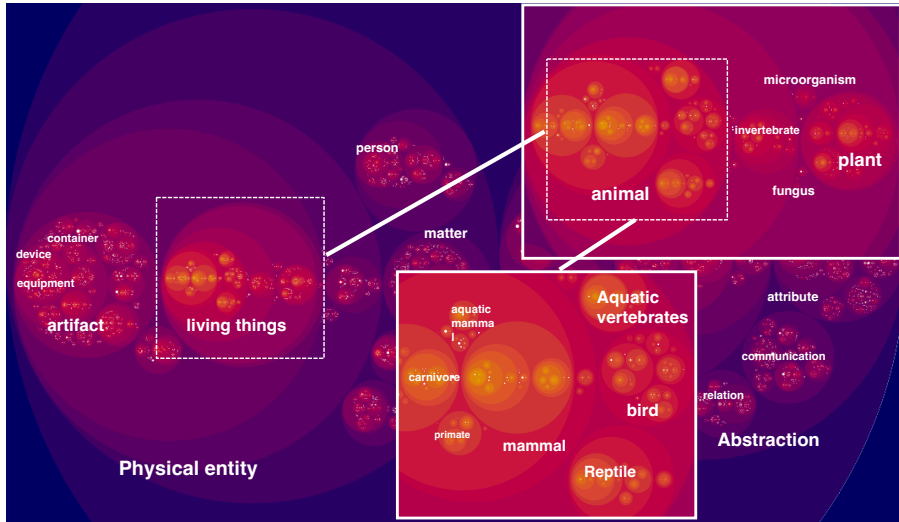 person
container
device
equipment
artifact
living things
matter
Physical entity
microorganism
invertebrate
plant
animal
fungus
aquatic
mamma
l
Aquatic
vertebrates
carnivore
bird
primate
mammal
Reptile
attribute
communication
relation
Abstraction